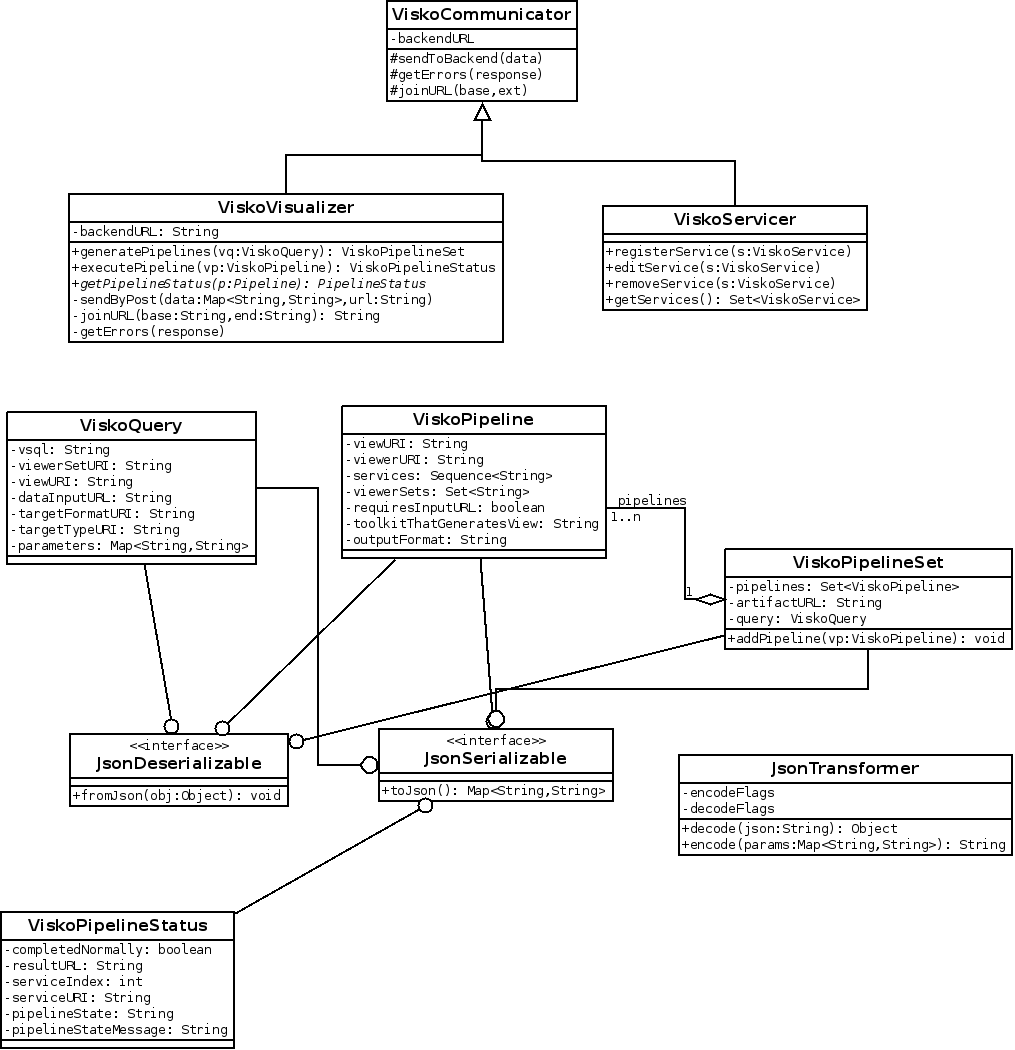 ViskoCommunicator
-backendURL
#sendToBackend(data)
#getErrors(response)
#joinURL(base,ext)
ViskoVisualizer
-backendURL: String
+generatePipelines(vq:ViskoQuery): ViskoPipelineSet
+executePipeline(vp:ViskoPipeline): ViskoPipelineStatus
+getPipelineStatus(p:Pipeline): PipelineStatus
-sendByPost(data:Map<String,String>,url:String)
-joinURL(base:String,end:String): String
-getErrors(response)
ViskoServicer
+registerService(s:ViskoService)
+editService(s:ViskoService)
+removeService(s:ViskoService)
+getServices(): Set<ViskoService>
ViskoQuery
-vsql: String
-viewerSetURI: String
-viewURI: String
-dataInputURL: String
-targetFormatURI: String
-targetTypeURI: String
-parameters: Map<String,String>
ViskoPipeline
-viewURI: String
-viewerURI: String
-services: Sequence<String>
-viewerSets: Set<String>
-requiresInputURL: boolean
-toolkitThatGeneratesView: String
-outputFormat: String
pipelines
1..n
1
ViskoPipelineSet
-pipelines: Set<ViskoPipeline>
-artifactURL: String
-query: ViskoQuery
+addPipeline(vp:ViskoPipeline): void
<<interface>>
JsonDeserializable
+fromJson(obj:Object): void
<<interface>>
JsonSerializable
+toJson(): Map<String,String>
JsonTransformer
-encodeFlags
-decodeFlags
+decode(json:String): Object
+encode(params:Map<String,String>): String
ViskoPipelineStatus
-completedNormally: boolean
-resultURL: String
-serviceIndex: int
-serviceURI: String
-pipelineState: String
-pipelineStateMessage: String